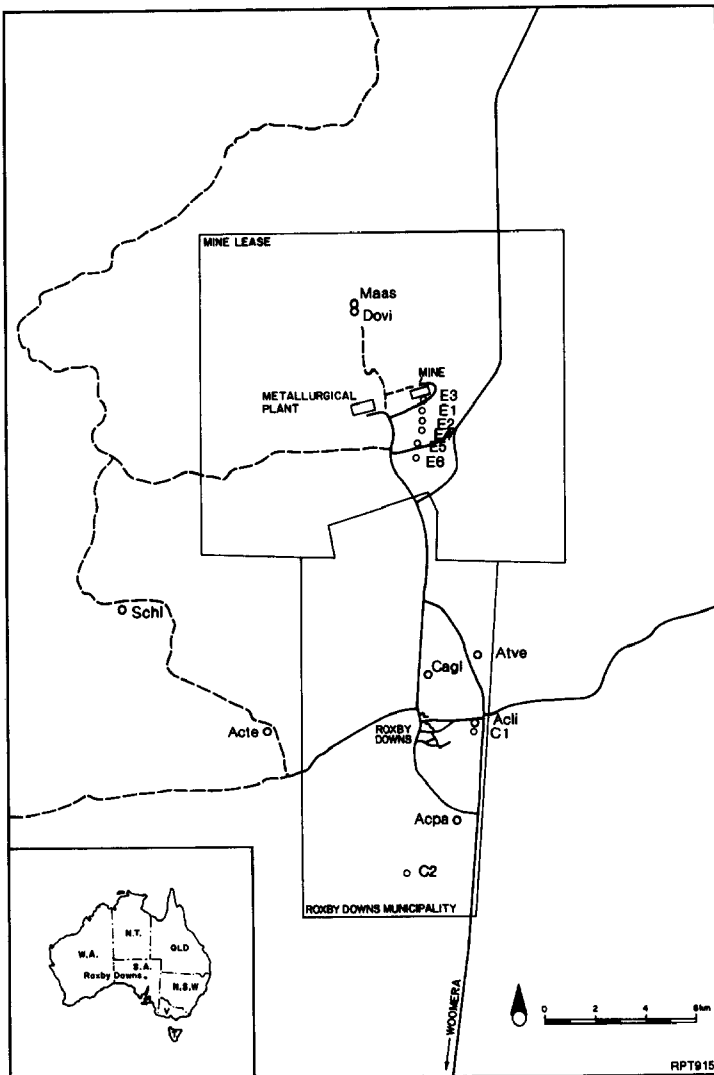 MINE LEASE
Maas
Dovi
MINE
METALLURGICAL
PLANT
E3
E1
E2
E5
E6
Schl
Atve
Cagl
Acte
ROXBY
DOWNS
Acli
C1
Acpa
C2
ROXBY DOWNS MUNICIPALITY
W.A.
N.T.
QLD
S.A.
Roxby Downs
N.S.W
V.
T.
WOOMERA
0 2 4 6km
RPT915